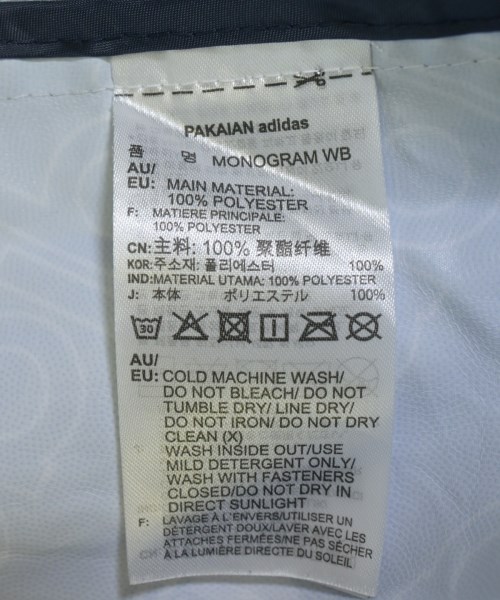 PAKAIAN adidas
품 명 MONOGRAM WB
AU/
EU: MAIN MATERIAL:
100% POLYESTER
F: MATIERE PRINCIPALE:
100% POLYESTER
CN: 主料: 100% 聚酯纤维
KOR: 주소재: 폴리에스터 100%
IND: MATERIAL UTAMA: 100% POLYESTER
J: 本体 ポリエステル 100%
30
AU/
EU: COLD MACHINE WASH/
DO NOT BLEACH/ DO NOT
TUMBLE DRY/ LINE DRY/
DO NOT IRON/ DO NOT DRY
CLEAN (X)
WASH INSIDE OUT/USE
MILD DETERGENT ONLY/
WASH WITH FASTENERS
CLOSED/DO NOT DRY IN
DIRECT SUNLIGHT
F: LAVAGE À L'ENVERS/UTILISER UN
DÉTERGENT DOUX/LAVER AVEC LES
ATTACHES FERMÉES/NE PAS SÉCHER
À LA LUMIÈRE DIRECTE DU SOLEIL